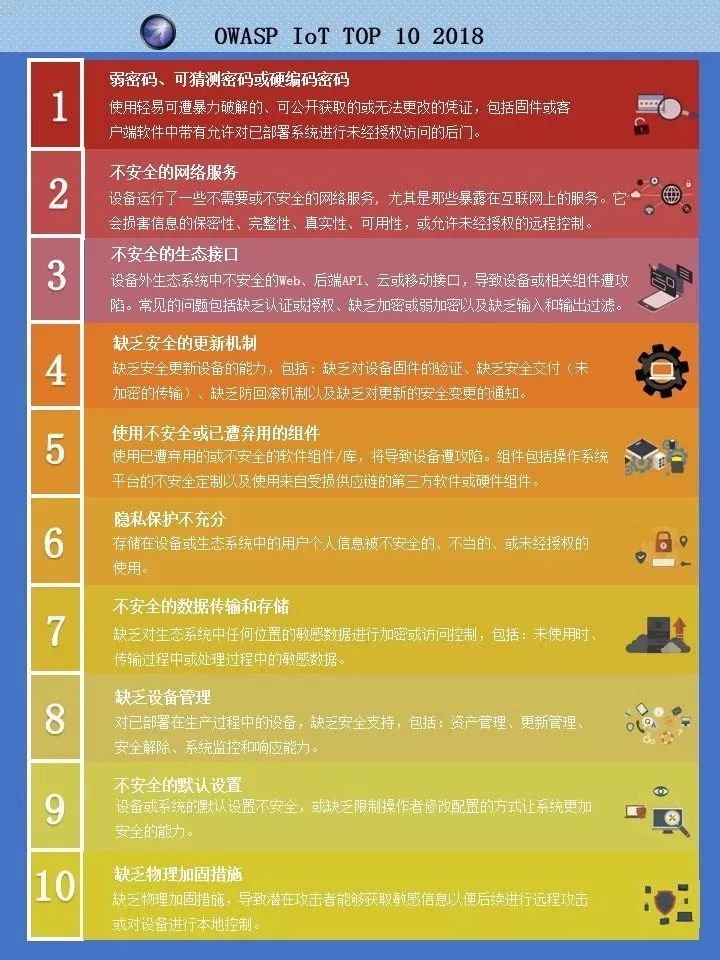 OWASP IoT TOP 10 2018
1
弱密码、可猜测密码或硬编码密码
使用轻易可遭暴力破解的、可公开获取的或无法更改的凭证，包括固件或客
户端软件中带有允许对已部署系统进行未经授权访问的后门。
2
不安全的网络服务
设备运行了一些不需要或不安全的网络服务，尤其是那些暴露在互联网上的服务。它
会损害信息的保密性、完整性、真实性、可用性，或允许未经授权的远程控制。
3
不安全的生态接口
设备外生态系统中不安全的Web、后端API、云或移动接口，导致设备或相关组件遭攻
陷。常见的问题包括缺乏认证或授权、缺乏加密或弱加密以及缺乏输入和输出过滤。
4
缺乏安全的更新机制
缺乏安全更新设备的能力，包括：缺乏对设备固件的验证、缺乏安全交付（未
加密的传输）、缺乏防回滚机制以及缺乏对更新的安全变更的通知。
5
使用不安全或已遭弃用的组件
使用已遭弃用的或不安全的软件组件/库，将导致设备遭攻陷。组件包括操作系统
平台的不安全定制以及使用来自受损供应链的第三方软件或硬件组件。
6
隐私保护不充分
存储在设备或生态系统中的用户个人信息被不安全的、不当的、或未经授权的
使用。
7
不安全的数据传输和存储
缺乏对生态系统中任何位置的敏感数据进行加密或访问控制，包括：未使用时、
传输过程中或处理过程中的敏感数据。
8
缺乏设备管理
对已部署在生产过程中的设备，缺乏安全支持，包括：资产管理、更新管理、
安全解除、系统监控和响应能力。
9
不安全的默认设置
设备或系统的默认设置不安全，或缺乏限制操作者修改配置的方式让系统更加
安全的能力。
10
缺乏物理加固措施
缺乏物理加固措施，导致潜在攻击者能够获取敏感信息以便后续进行远程攻击
或对设备进行本地控制。